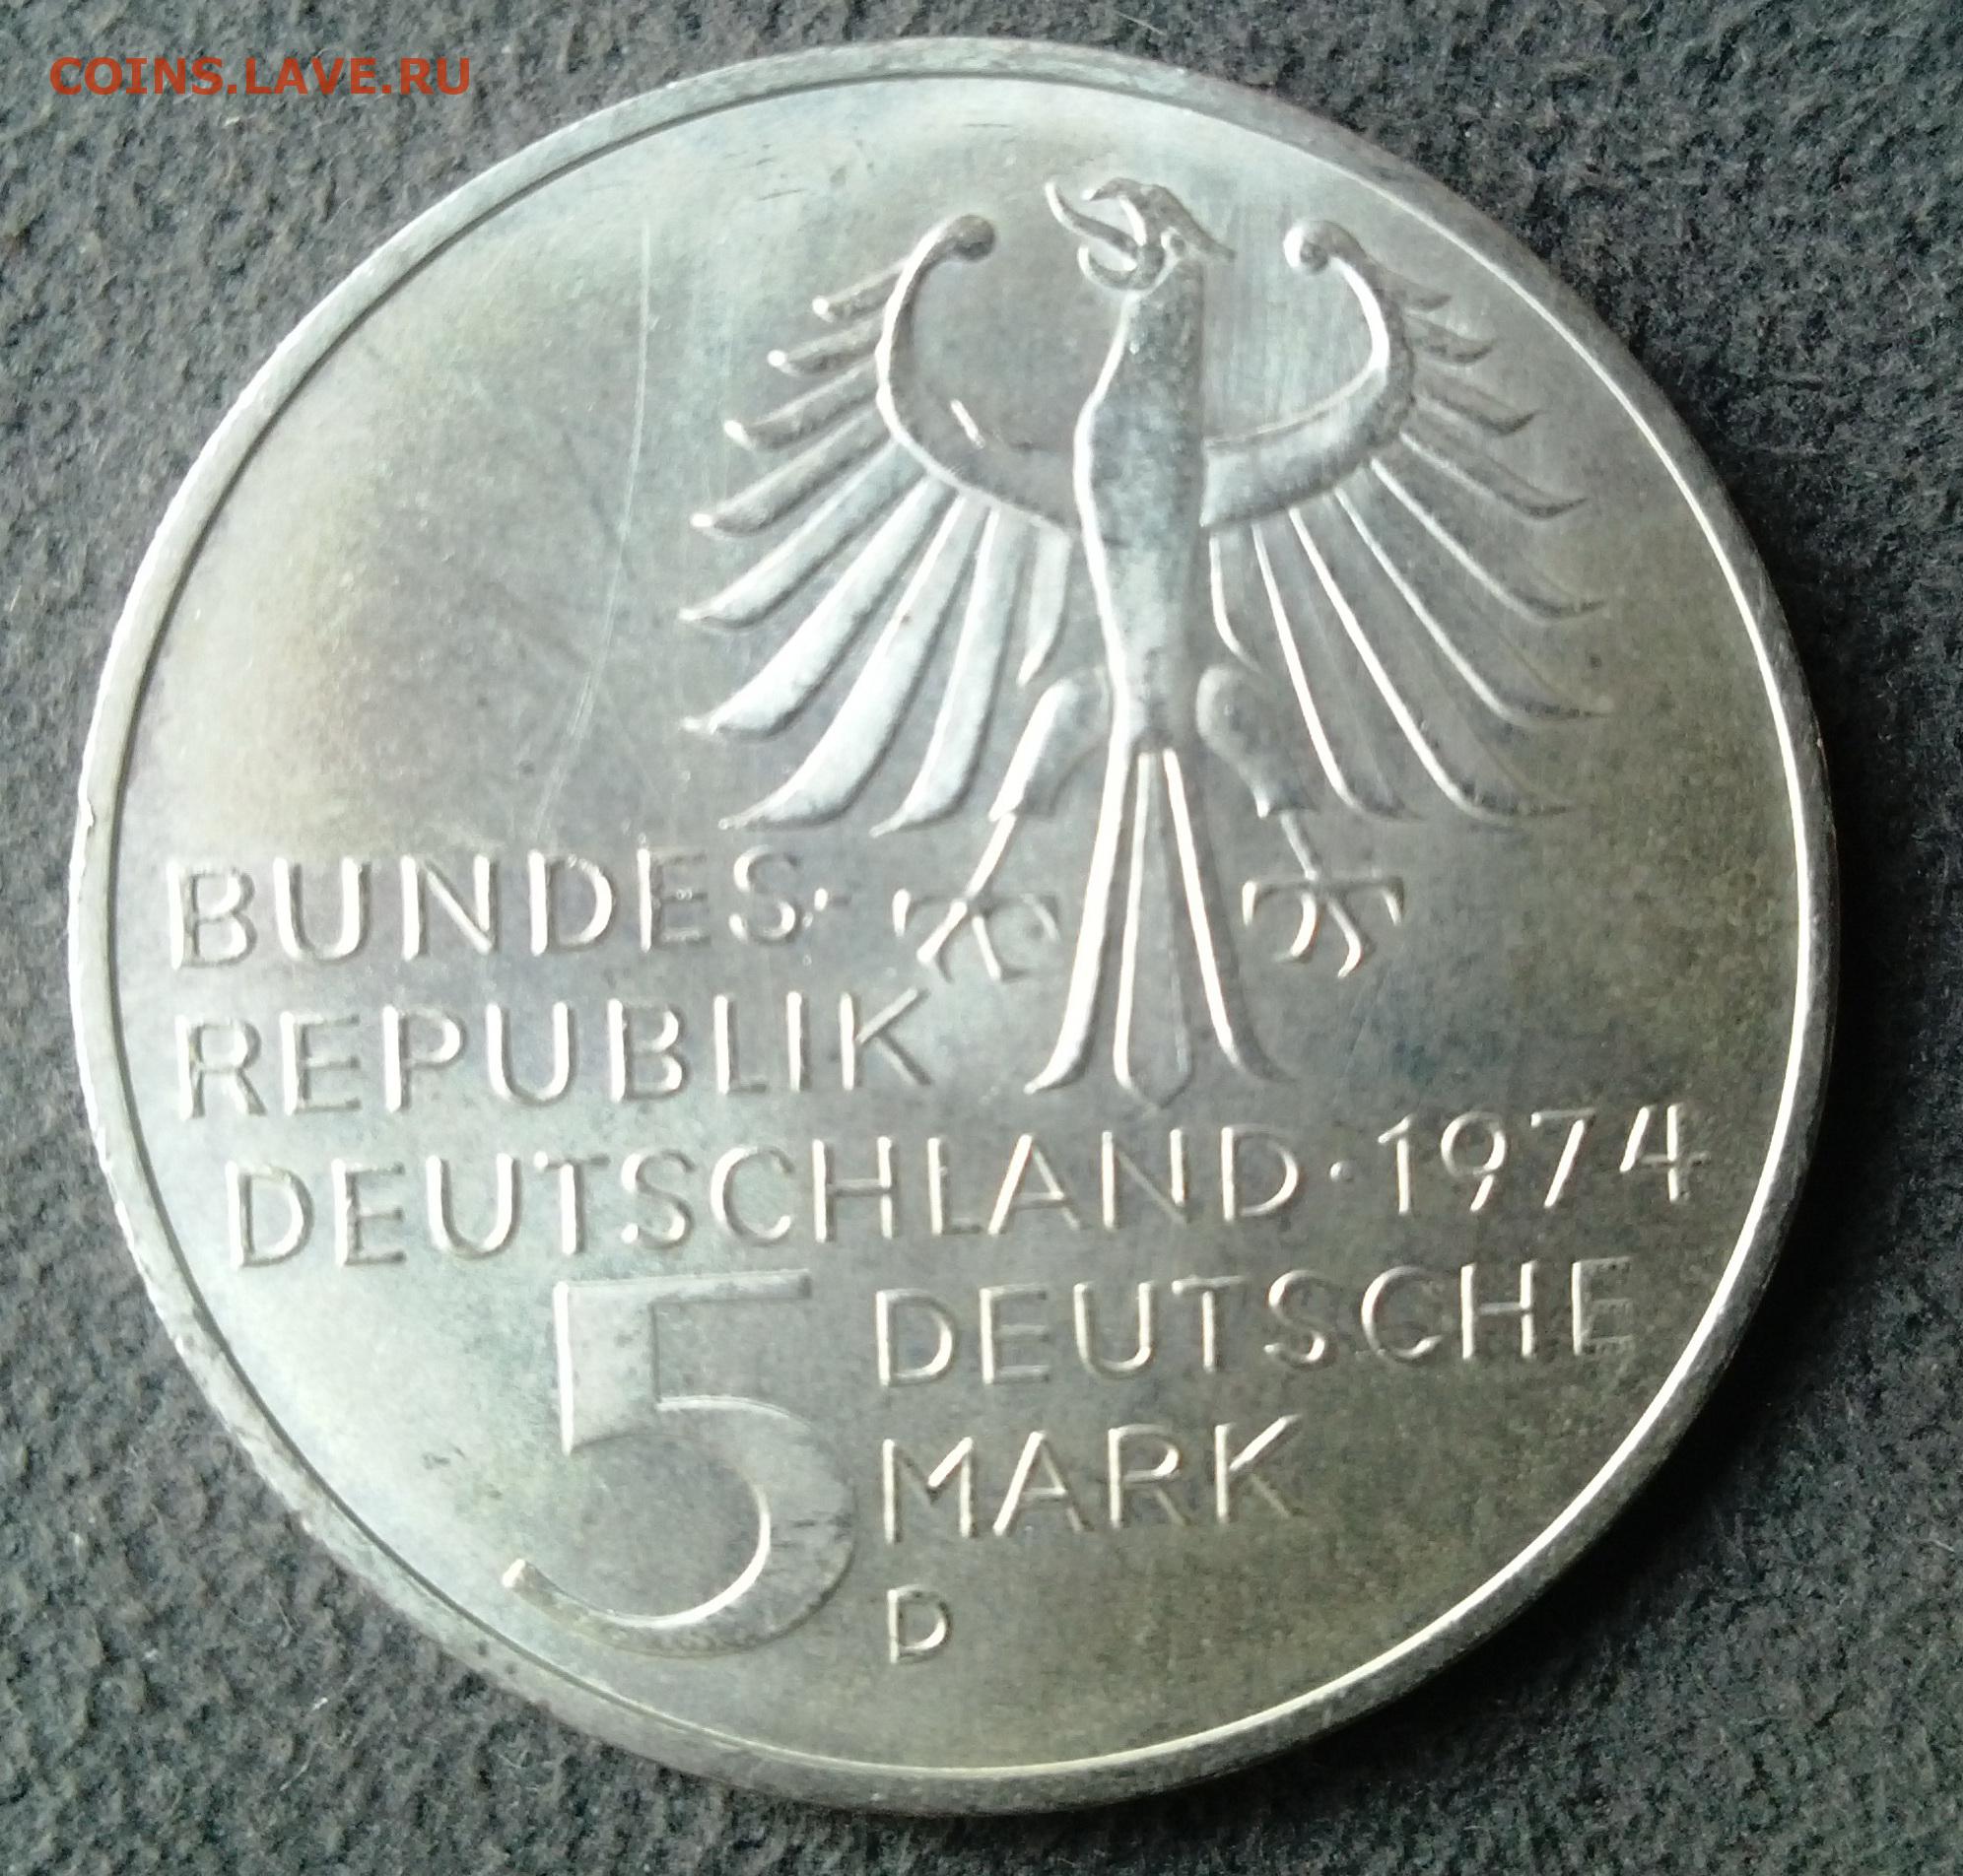 COINS.LAVE.RU
BUNDES-
REPUBLIK
DEUTSCHLAND·1974
5 DEUTSCHE
MARK
D